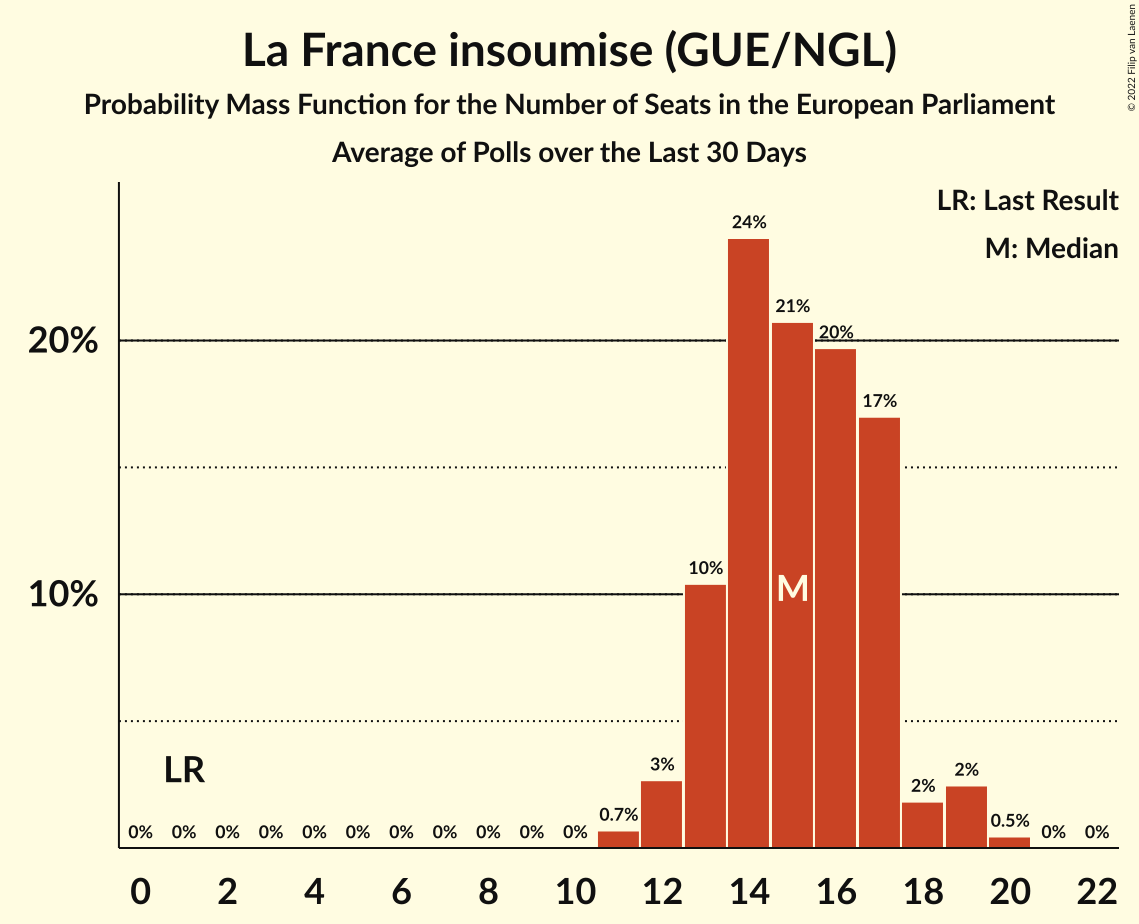 La France insoumise (GUE/NGL)
Probability Mass Function for the Number of Seats in the European Parliament
Average of Polls over the Last 30 Days
© 2022 Filip van Laenen
LR: Last Result
M: Median
20%
10%
LR
M
0% 0% 0% 0% 0% 0% 0% 0% 0% 0% 0% 0.7% 3% 10% 24% 21% 20% 17% 2% 2% 0.5% 0% 0%
0 2 4 6 8 10 12 14 16 18 20 22